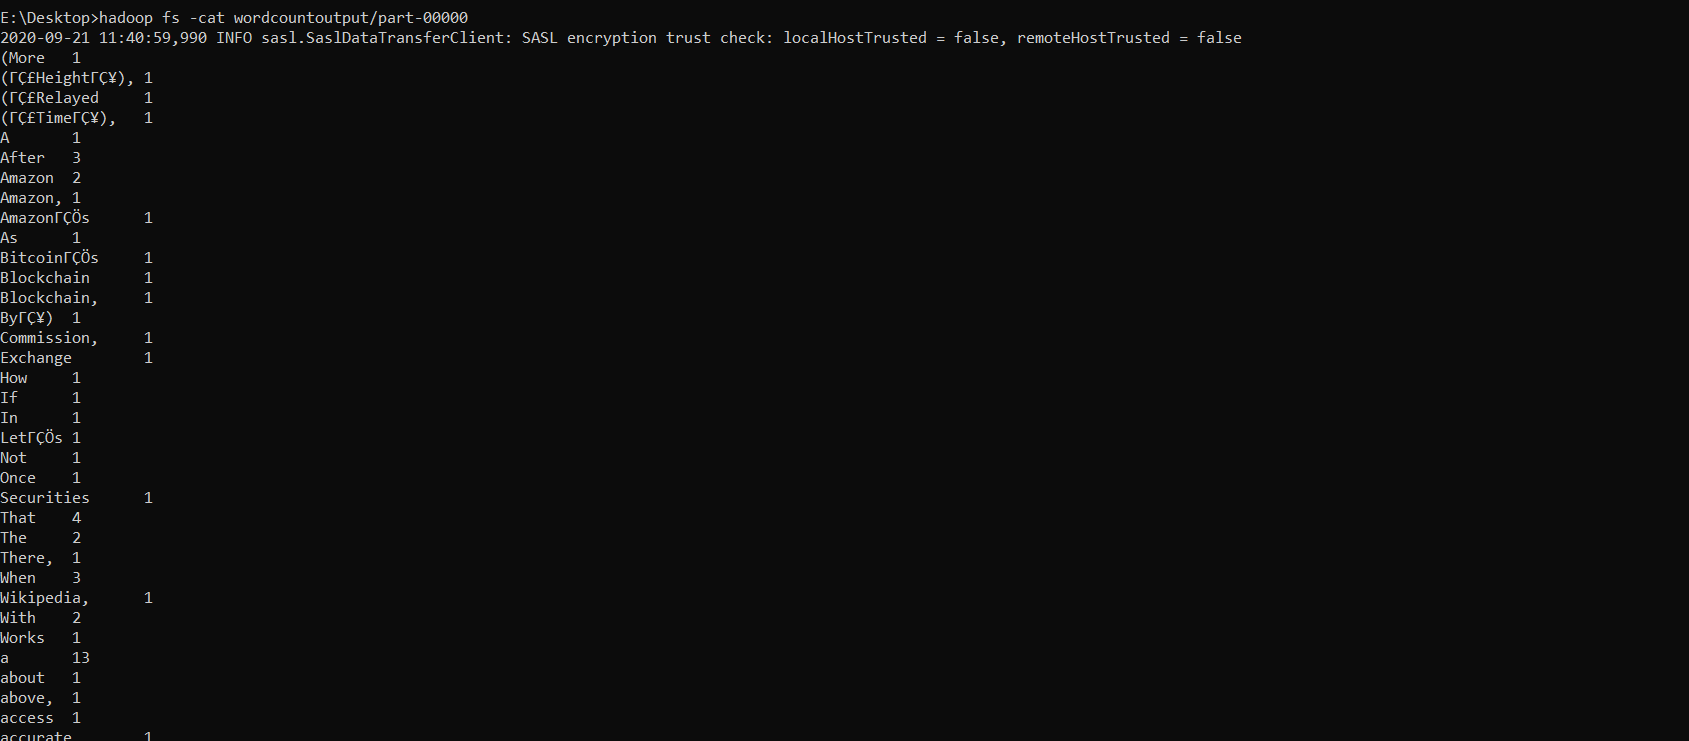 E:\Desktop>hadoop fs -cat wordcountoutput/part-00000
2020-09-21 11:40:59,990 INFO sasl.SaslDataTransferClient: SASL encryption trust check: localHostTrusted = false, remoteHostTrusted = false
(More 1
(ΓÇ£HeightΓÇ¥), 1
(ΓÇ£Relayed 1
(ΓÇ£TimeΓÇ¥), 1
A 1
After 3
Amazon 2
Amazon, 1
AmazonΓÇÖs 1
As 1
BitcoinΓÇÖs 1
Blockchain 1
Blockchain, 1
ByΓÇ¥) 1
Commission, 1
Exchange 1
How 1
If 1
In 1
LetΓÇÖs 1
Not 1
Once 1
Securities 1
That 4
The 2
There, 1
When 3
Wikipedia, 1
With 2
Works 1
a 13
about 1
above, 1
access 1
accurate 1